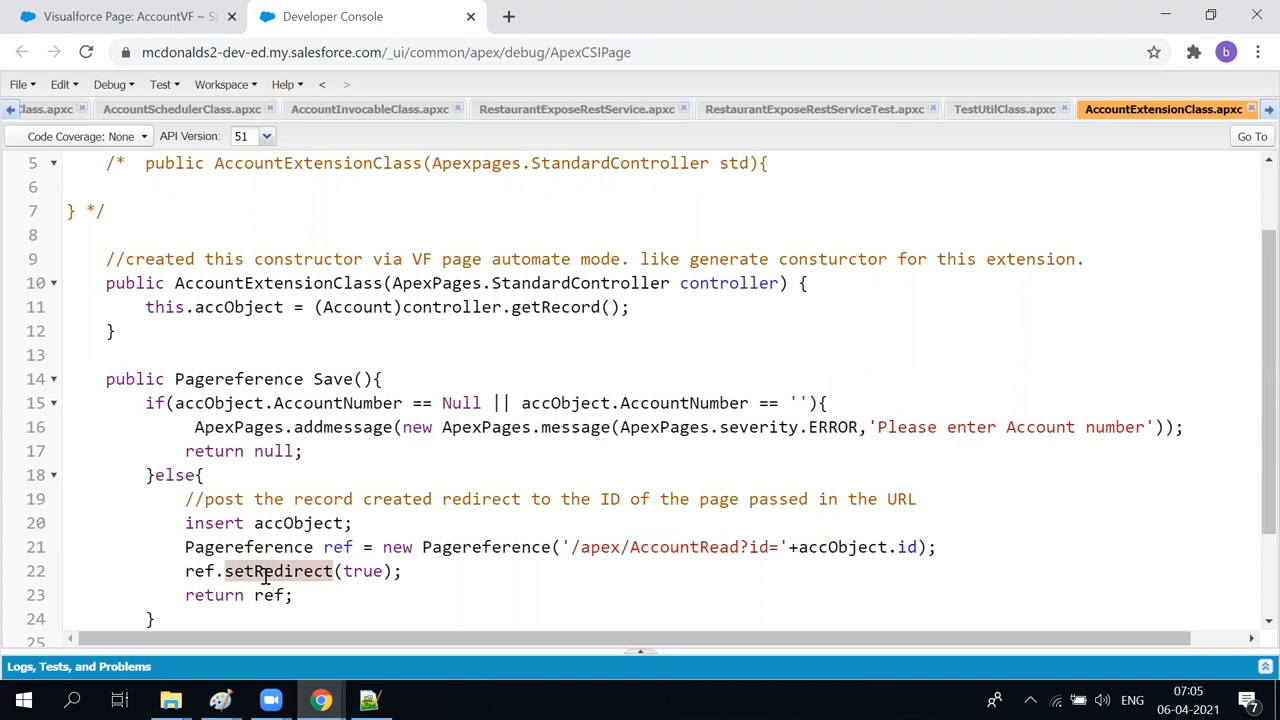 Visualforce Page: AccountVF ~ Sa
Developer Console
mcdonalds2-dev-ed.my.salesforce.com/_ui/common/apex/debug/ApexCSIPage
b
File Edit Debug Test Workspace Help < >
Class.apxc AccountSchedulerClass.apxc AccountInvocableClass.apxc RestaurantExposeRestService.apxc RestaurantExposeRestServiceTest.apxc TestUtilClass.apxc AccountExtensionClass.apxc
Code Coverage: None API Version: 51 Go To
5 /* public AccountExtensionClass(Apexpages.StandardController std){
6
7 } */
8
9 //created this constructor via VF page automate mode. like generate consturctor for this extension.
10 public AccountExtensionClass(ApexPages.StandardController controller) {
11 this.accObject = (Account)controller.getRecord();
12 }
13
14 public Pagereference Save(){
15 if(accObject.AccountNumber == Null || accObject.AccountNumber == ''){
16 ApexPages.addmessage(new ApexPages.message(ApexPages.severity.ERROR,'Please enter Account number'));
17 return null;
18 }else{
19 //post the record created redirect to the ID of the page passed in the URL
20 insert accObject;
21 Pagereference ref = new Pagereference('/apex/AccountRead?id='+accObject.id);
22 ref.setRedirect(true);
23 return ref;
24 }
25
Logs, Tests, and Problems
ENG
07:05
06-04-2021
7